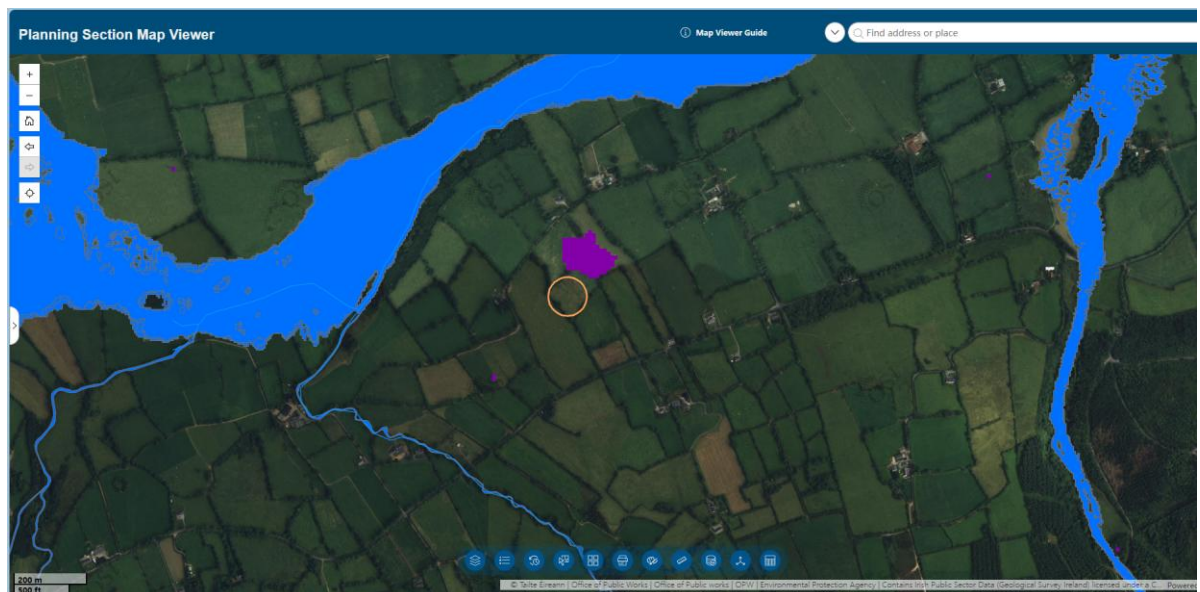 Planning Section Map Viewer
Map Viewer Guide
Find address or place
200 m
500 ft
© Tailte Éireann | Office of Public Works | Office of Public works | OPW | Environmental Protection Agency | Contains Irish Public Sector Data (Geological Survey Ireland) licensed under a C... Powered